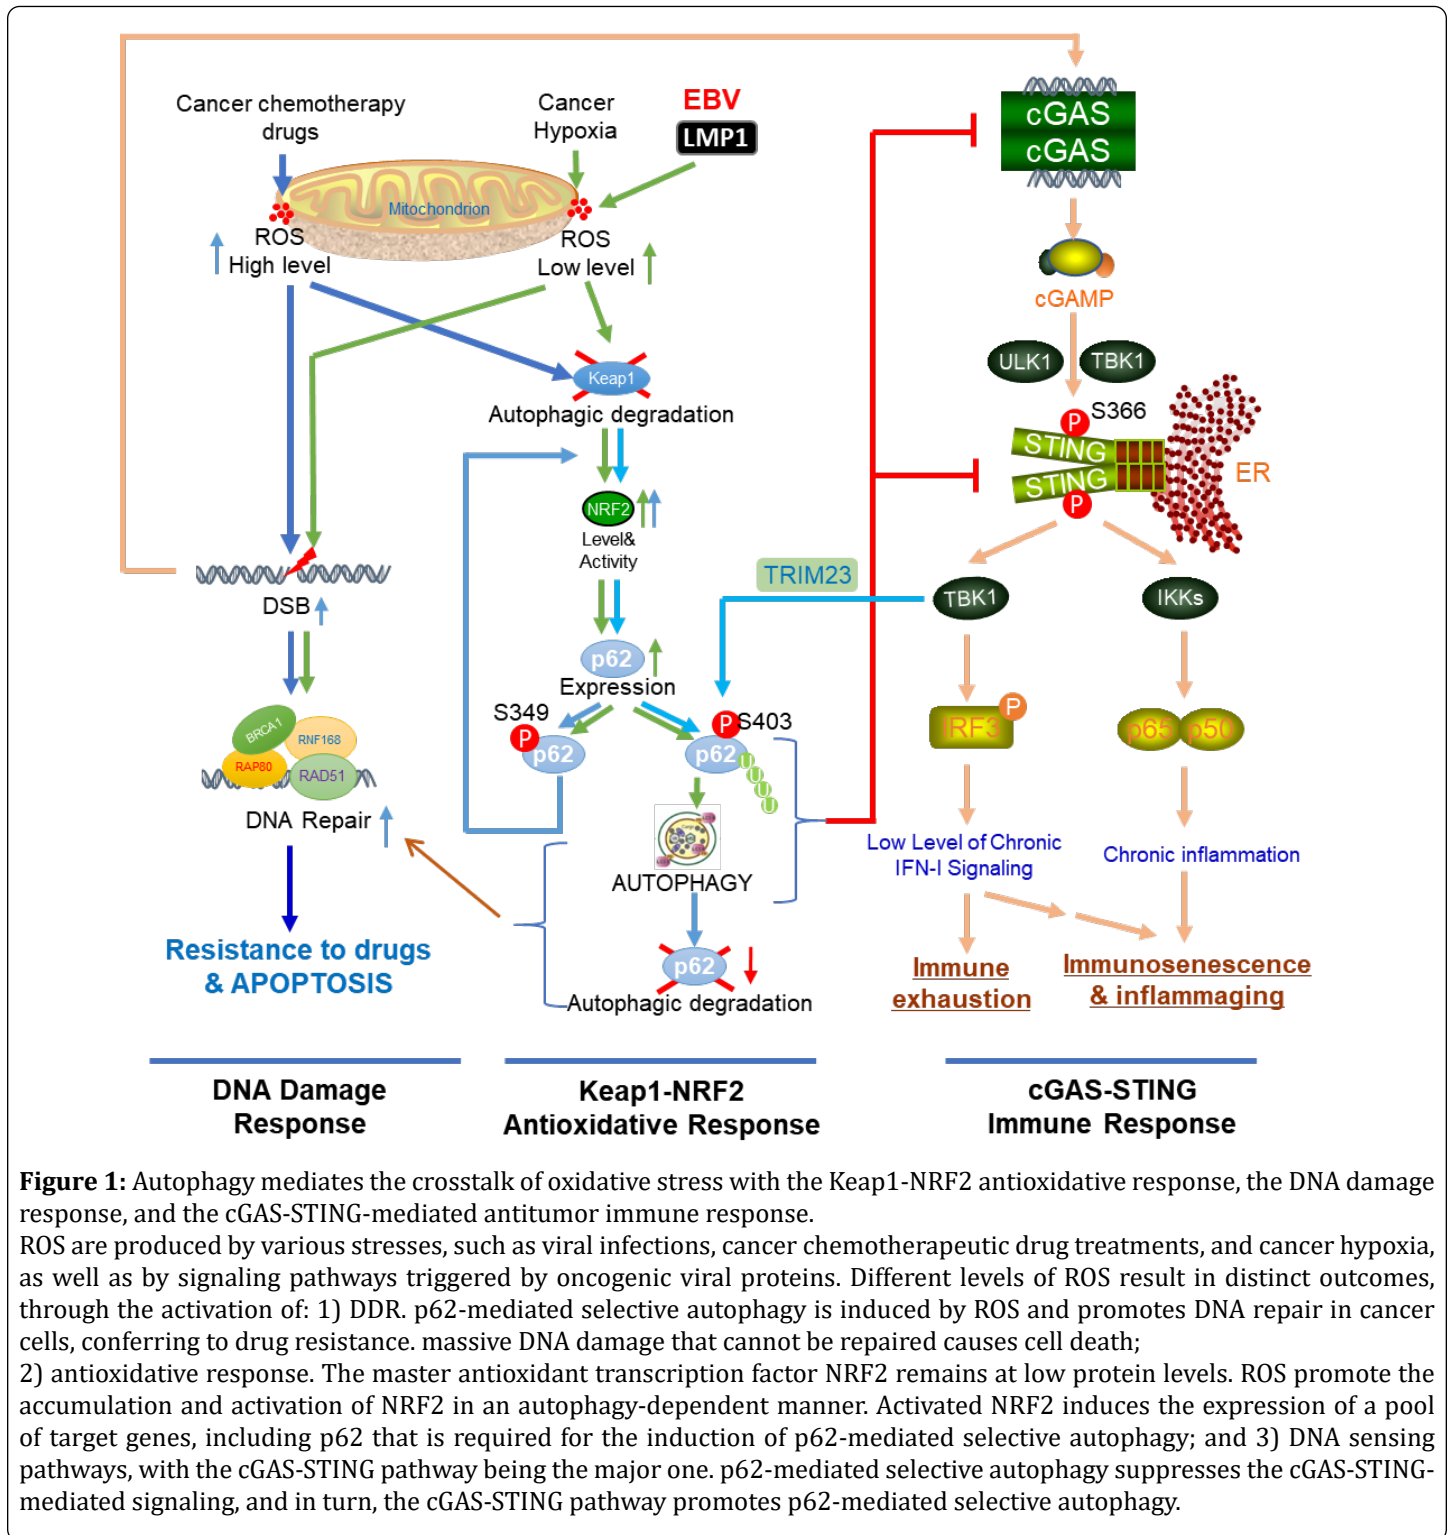 Cancer chemotherapy
drugs
Cancer
Hypoxia
EBV
LMP1
Mitochondrion
ROS
High level
ROS
Low level
Keap1
Autophagic degradation
NRF2
Level&
Activity
p62
Expression
S349
P
p62
P
S403
p62
U
U
U
U
AUTOPHAGY
p62
Autophagic degradation
DSB
BRCA1
RNF168
RAP80
RAD51
DNA Repair
Resistance to drugs
& APOPTOSIS
TRIM23
cGAS
cGAS
cGAMP
ULK1
TBK1
P
S366
STING
STING
P
ER
TBK1
IKKs
P
IRF3
p65
p50
Low Level of Chronic
IFN-I Signaling
Chronic inflammation
Immune
exhaustion
Immunosenescence
& inflammaging
DNA Damage
Response
Keap1-NRF2
Antioxidative Response
cGAS-STING
Immune Response
Figure 1: Autophagy mediates the crosstalk of oxidative stress with the Keap1-NRF2 antioxidative response, the DNA damage
response, and the cGAS-STING-mediated antitumor immune response.
ROS are produced by various stresses, such as viral infections, cancer chemotherapeutic drug treatments, and cancer hypoxia,
as well as by signaling pathways triggered by oncogenic viral proteins. Different levels of ROS result in distinct outcomes,
through the activation of: 1) DDR. p62-mediated selective autophagy is induced by ROS and promotes DNA repair in cancer
cells, conferring to drug resistance. massive DNA damage that cannot be repaired causes cell death;
2) antioxidative response. The master antioxidant transcription factor NRF2 remains at low protein levels. ROS promote the
accumulation and activation of NRF2 in an autophagy-dependent manner. Activated NRF2 induces the expression of a pool
of target genes, including p62 that is required for the induction of p62-mediated selective autophagy; and 3) DNA sensing
pathways, with the cGAS-STING pathway being the major one. p62-mediated selective autophagy suppresses the cGAS-STING-
mediated signaling, and in turn, the cGAS-STING pathway promotes p62-mediated selective autophagy.